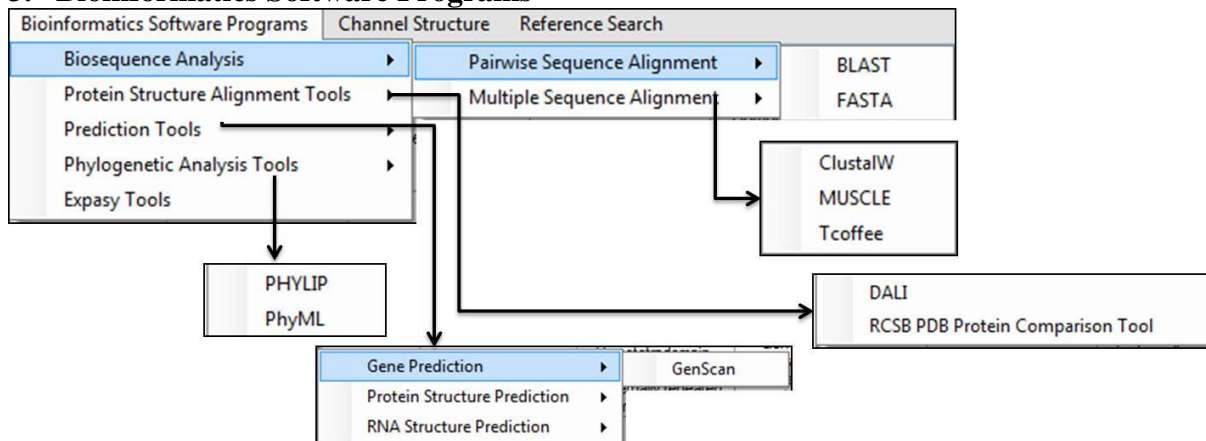 Bioinformatics Software Programs
Bioinformatics Software Programs Channel Structure Reference Search
Biosequence Analysis
Protein Structure Alignment Tools
Prediction Tools
Phylogenetic Analysis Tools
Expasy Tools
Pairwise Sequence Alignment
Multiple Sequence Alignment
BLAST
FASTA
ClustalW
MUSCLE
Tcoffee
PHYLIP
PhyML
DALI
RCSB PDB Protein Comparison Tool
Gene Prediction
Protein Structure Prediction
RNA Structure Prediction
GenScan